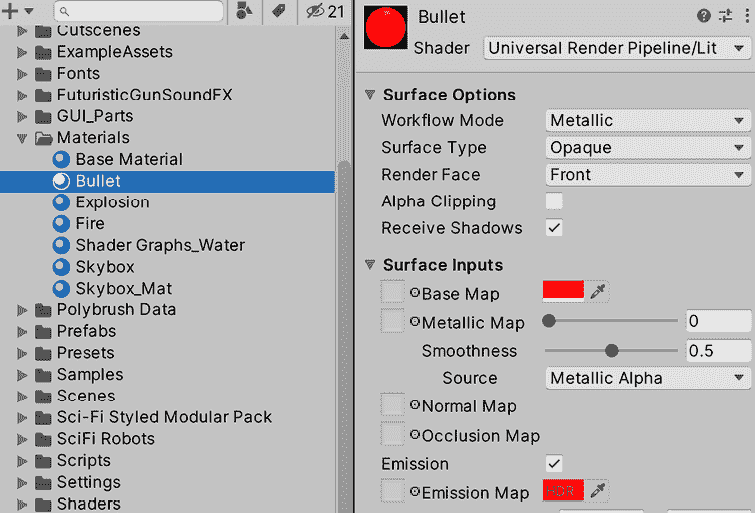 21
Cutscenes
ExampleAssets
Fonts
FuturisticGunSoundFX
GUI_Parts
Materials
Base Material
Bullet
Explosion
Fire
Shader Graphs_Water
Skybox
Skybox_Mat
Polybrush Data
Prefabs
Presets
Samples
Scenes
Sci-Fi Styled Modular Pack
SciFi Robots
Scripts
Settings
Shaders
Bullet
Shader Universal Render Pipeline/Lit
Surface Options
Workflow Mode Metallic
Surface Type Opaque
Render Face Front
Alpha Clipping
Receive Shadows
Surface Inputs
Base Map
Metallic Map 0
Smoothness 0.5
Source Metallic Alpha
Normal Map
Occlusion Map
Emission
Emission Map HDR